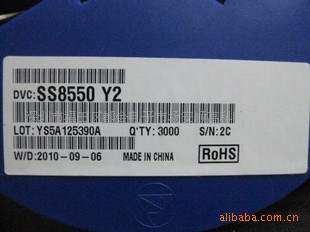 DVC: SS8550 Y2
LOT: YS5A125390A Q'TY: 3000 S/N: 2C
W/D: 2010-09-06 MADE IN CHINA RoHS
alibaba.com.cn